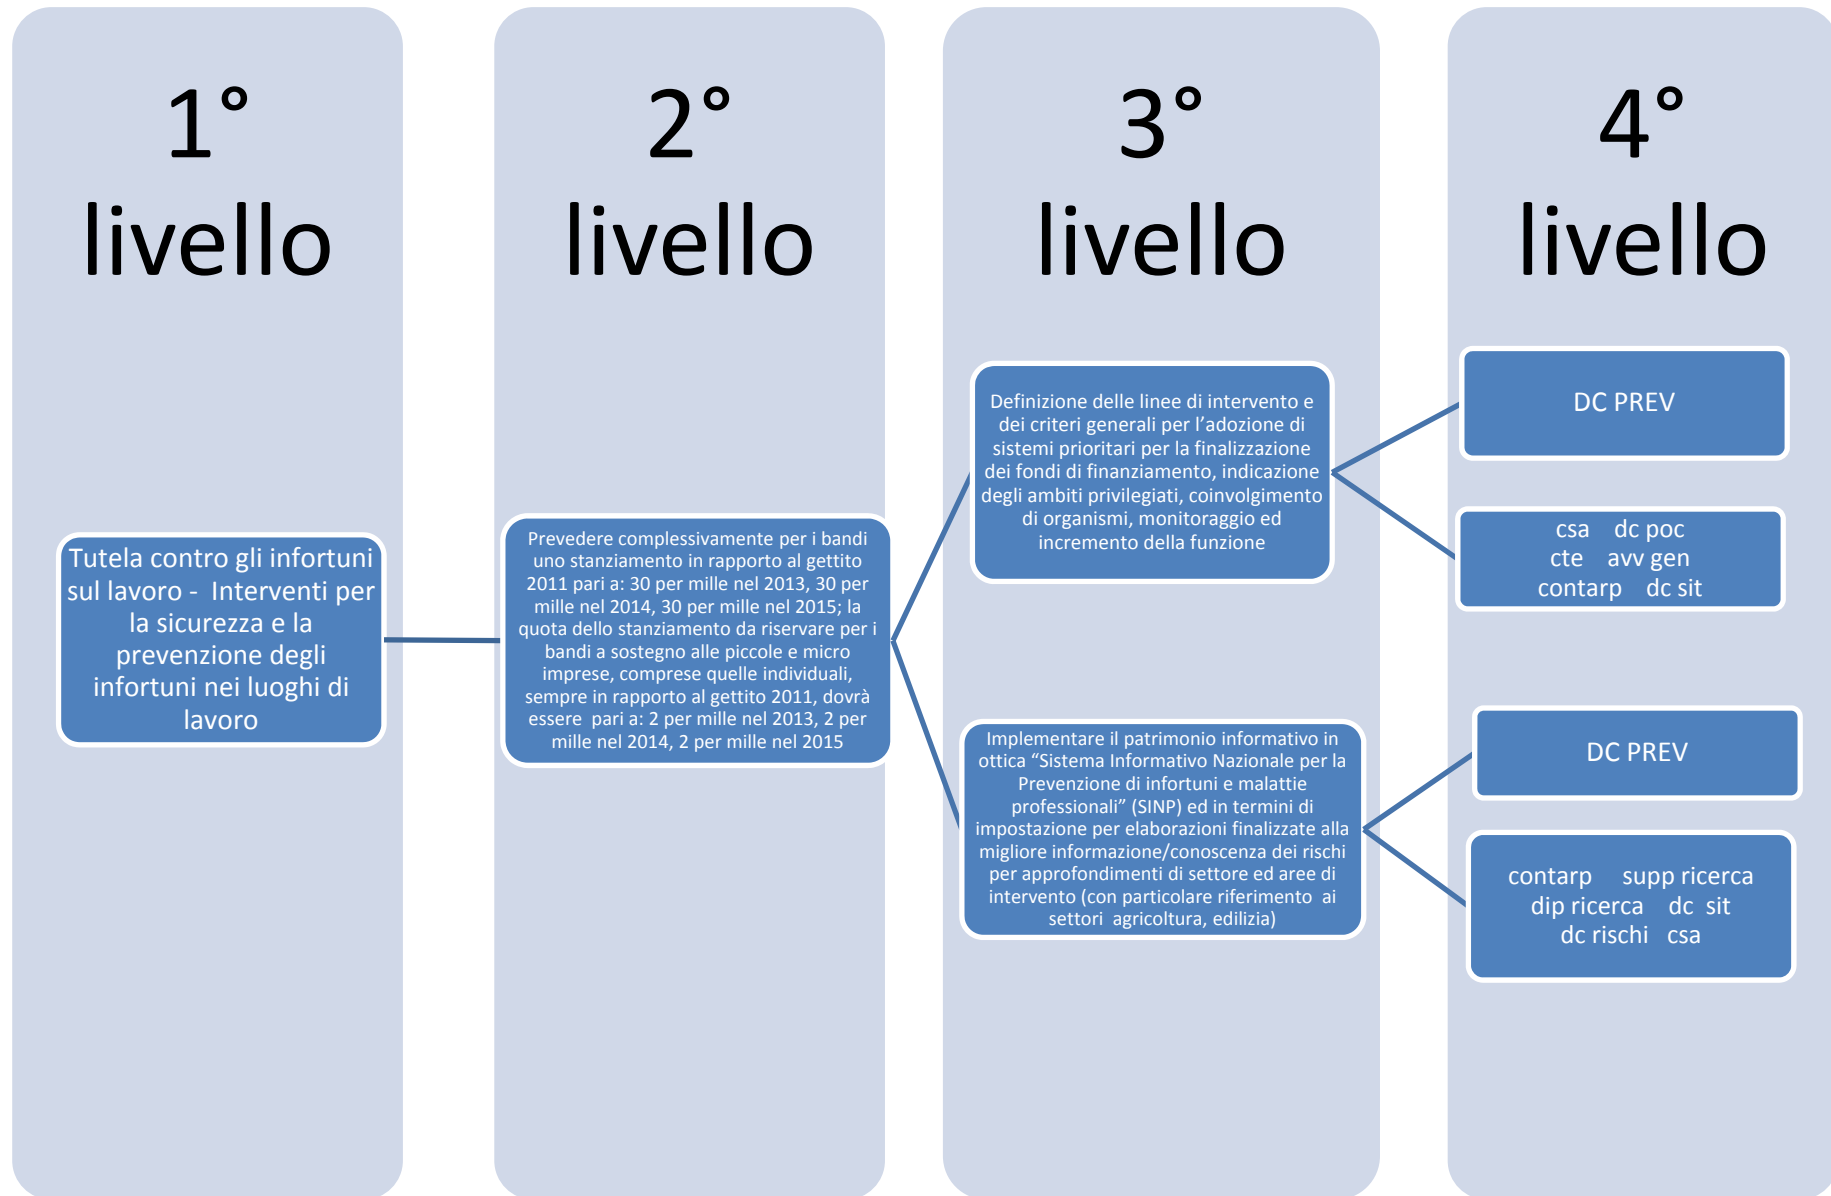 1°
livello
2°
livello
3°
livello
4°
livello
Tutela contro gli infortuni
sul lavoro -  Interventi per
la sicurezza e la
prevenzione degli
infortuni nei luoghi di
lavoro
Prevedere complessivamente per i bandi
uno stanziamento in rapporto al gettito
2011 pari a: 30 per mille nel 2013, 30 per
mille nel 2014, 30 per mille nel 2015; la
quota dello stanziamento da riservare per i
bandi a sostegno alle piccole e micro
imprese, comprese quelle individuali,
sempre in rapporto al gettito 2011, dovrà
essere  pari a: 2 per mille nel 2013, 2 per
mille nel 2014, 2 per mille nel 2015
Definizione delle linee di intervento e
dei criteri generali per l’adozione di
sistemi prioritari per la finalizzazione
dei fondi di finanziamento, indicazione
degli ambiti privilegiati, coinvolgimento
di organismi, monitoraggio ed
incremento della funzione
Implementare il patrimonio informativo in
ottica “Sistema Informativo Nazionale per la
Prevenzione di infortuni e malattie
professionali” (SINP) ed in termini di
impostazione per elaborazioni finalizzate alla
migliore informazione/conoscenza dei rischi
per approfondimenti di settore ed aree di
intervento (con particolare riferimento  ai
settori  agricoltura, edilizia)
DC PREV
csa    dc poc
cte    avv gen
contarp    dc sit
DC PREV
contarp     supp ricerca
dip ricerca    dc  sit
dc rischi   csa